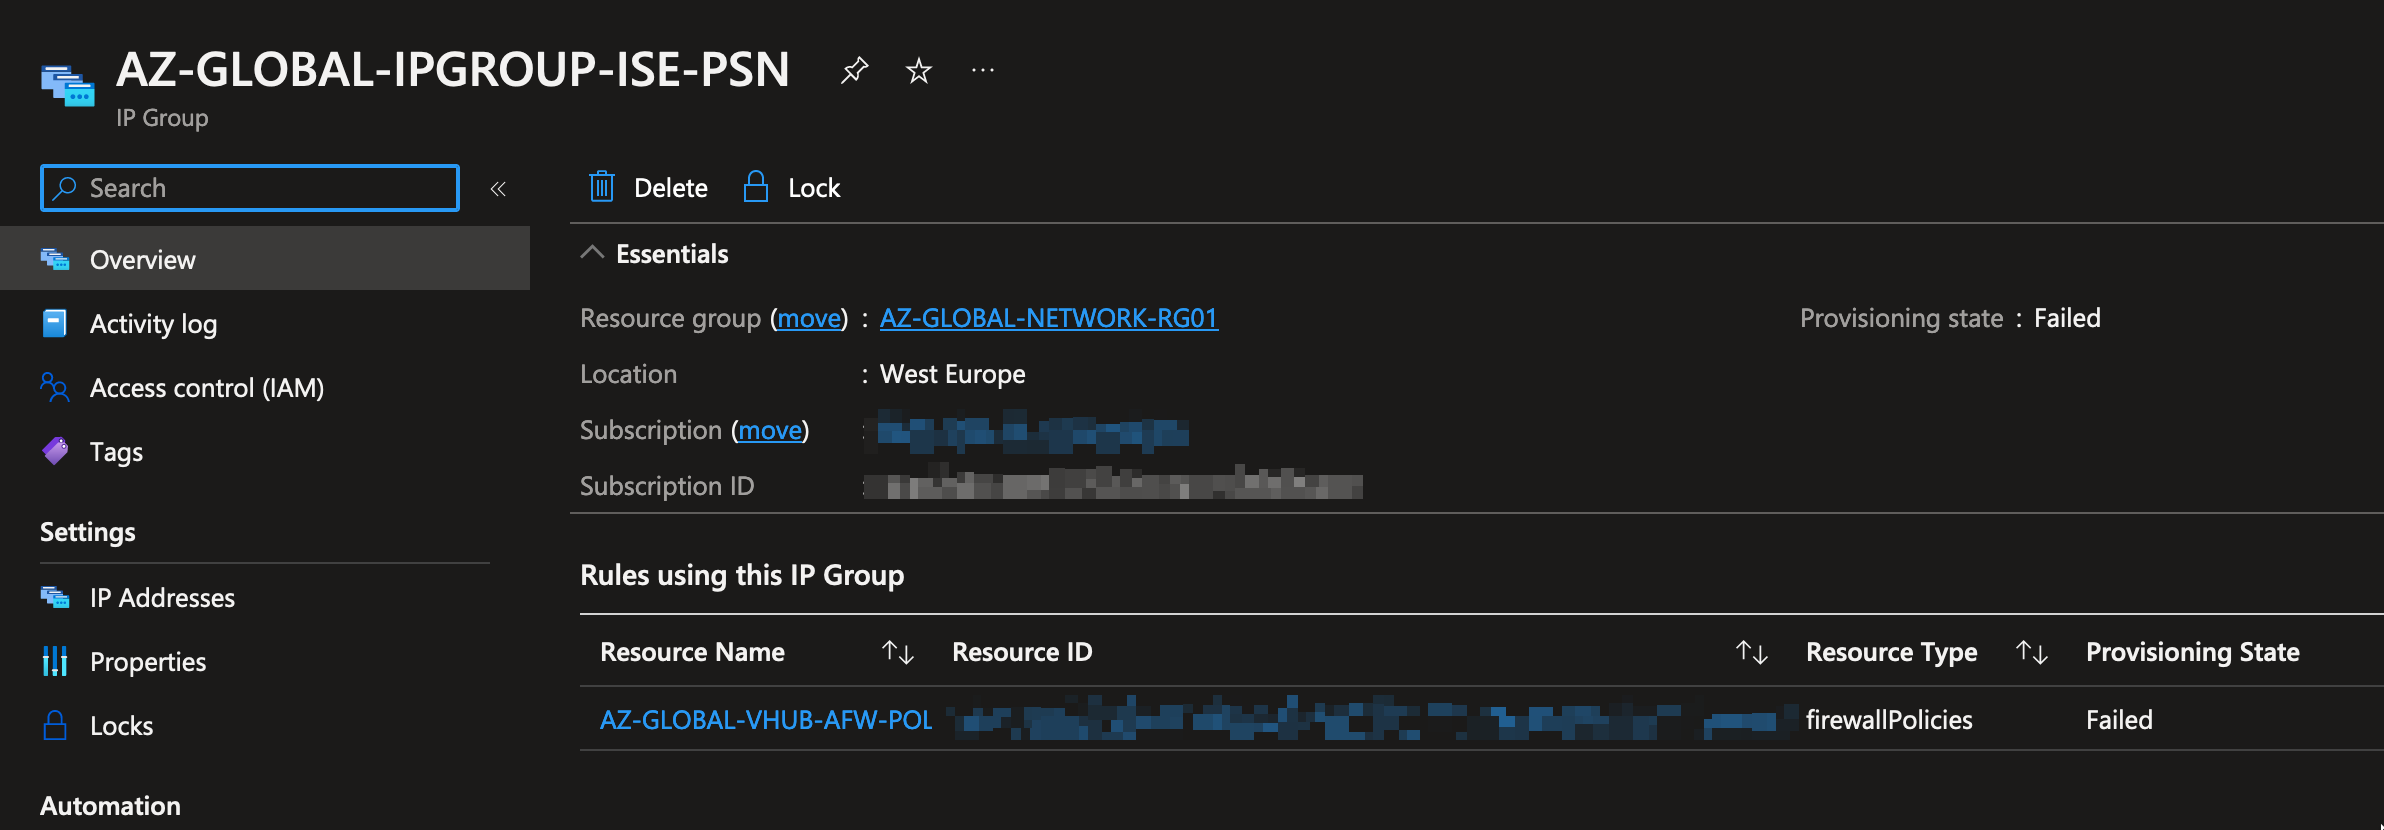 AZ-GLOBAL-IPGROUP-ISE-PSN
IP Group
Search
Overview
Activity log
Access control (IAM)
Tags
Settings
IP Addresses
Properties
Locks
Automation
Delete Lock
Essentials
Resource group (move) : AZ-GLOBAL-NETWORK-RG01
Provisioning state : Failed
Location : West Europe
Subscription (move) :
Subscription ID :
Rules using this IP Group
Resource Name Resource ID Resource Type Provisioning State
AZ-GLOBAL-VHUB-AFW-POL firewallPolicies Failed